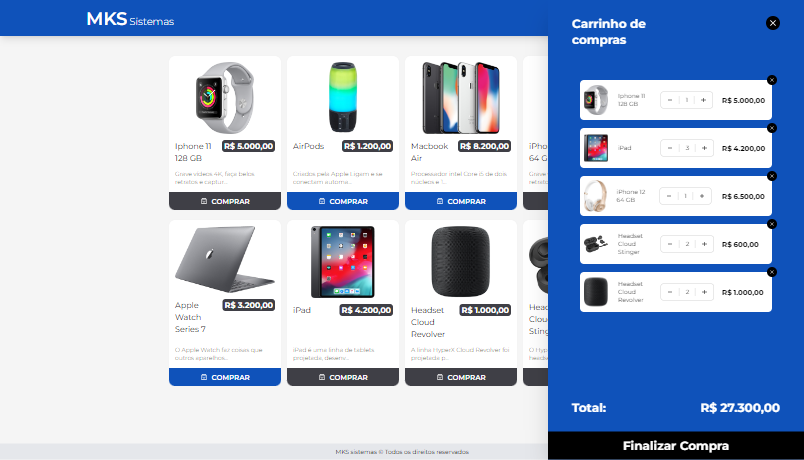 MKS Sistemas
Iphone 11
128 GB
R$ 5.000,00
Grave vídeos 4K, faça belos
retratos e captur...
COMPRAR
AirPods
R$ 1.200,00
Criados pela Apple Ligam e se
conectam automa...
COMPRAR
Macbook
Air
R$ 8.200,00
Processador intel Core i5 de dois
núcleos e 1...
COMPRAR
iPho
64 G
Grave
retrat
Apple
Watch
Series 7
R$ 3.200,00
O Apple Watch faz coisas que
outros aparelhos...
COMPRAR
iPad
R$ 4.200,00
iPad é uma linha de tablets
projetada, desenv...
COMPRAR
Headset
Cloud
Revolver
R$ 1.000,00
A linha HyperX Cloud Revolver foi
projetada p...
COMPRAR
Head
Cloud
Sting
O Hyp
heads
MKS sistemas © Todos os direitos reservados
Carrinho de
compras
Iphone 11
128 GB
1
R$ 5.000,00
iPad
3
R$ 4.200,00
iPhone 12
64 GB
1
R$ 6.500,00
Headset
Cloud
Stinger
2
R$ 600,00
Headset
Cloud
Revolver
2
R$ 1.000,00
Total:
R$ 27.300,00
Finalizar Compra